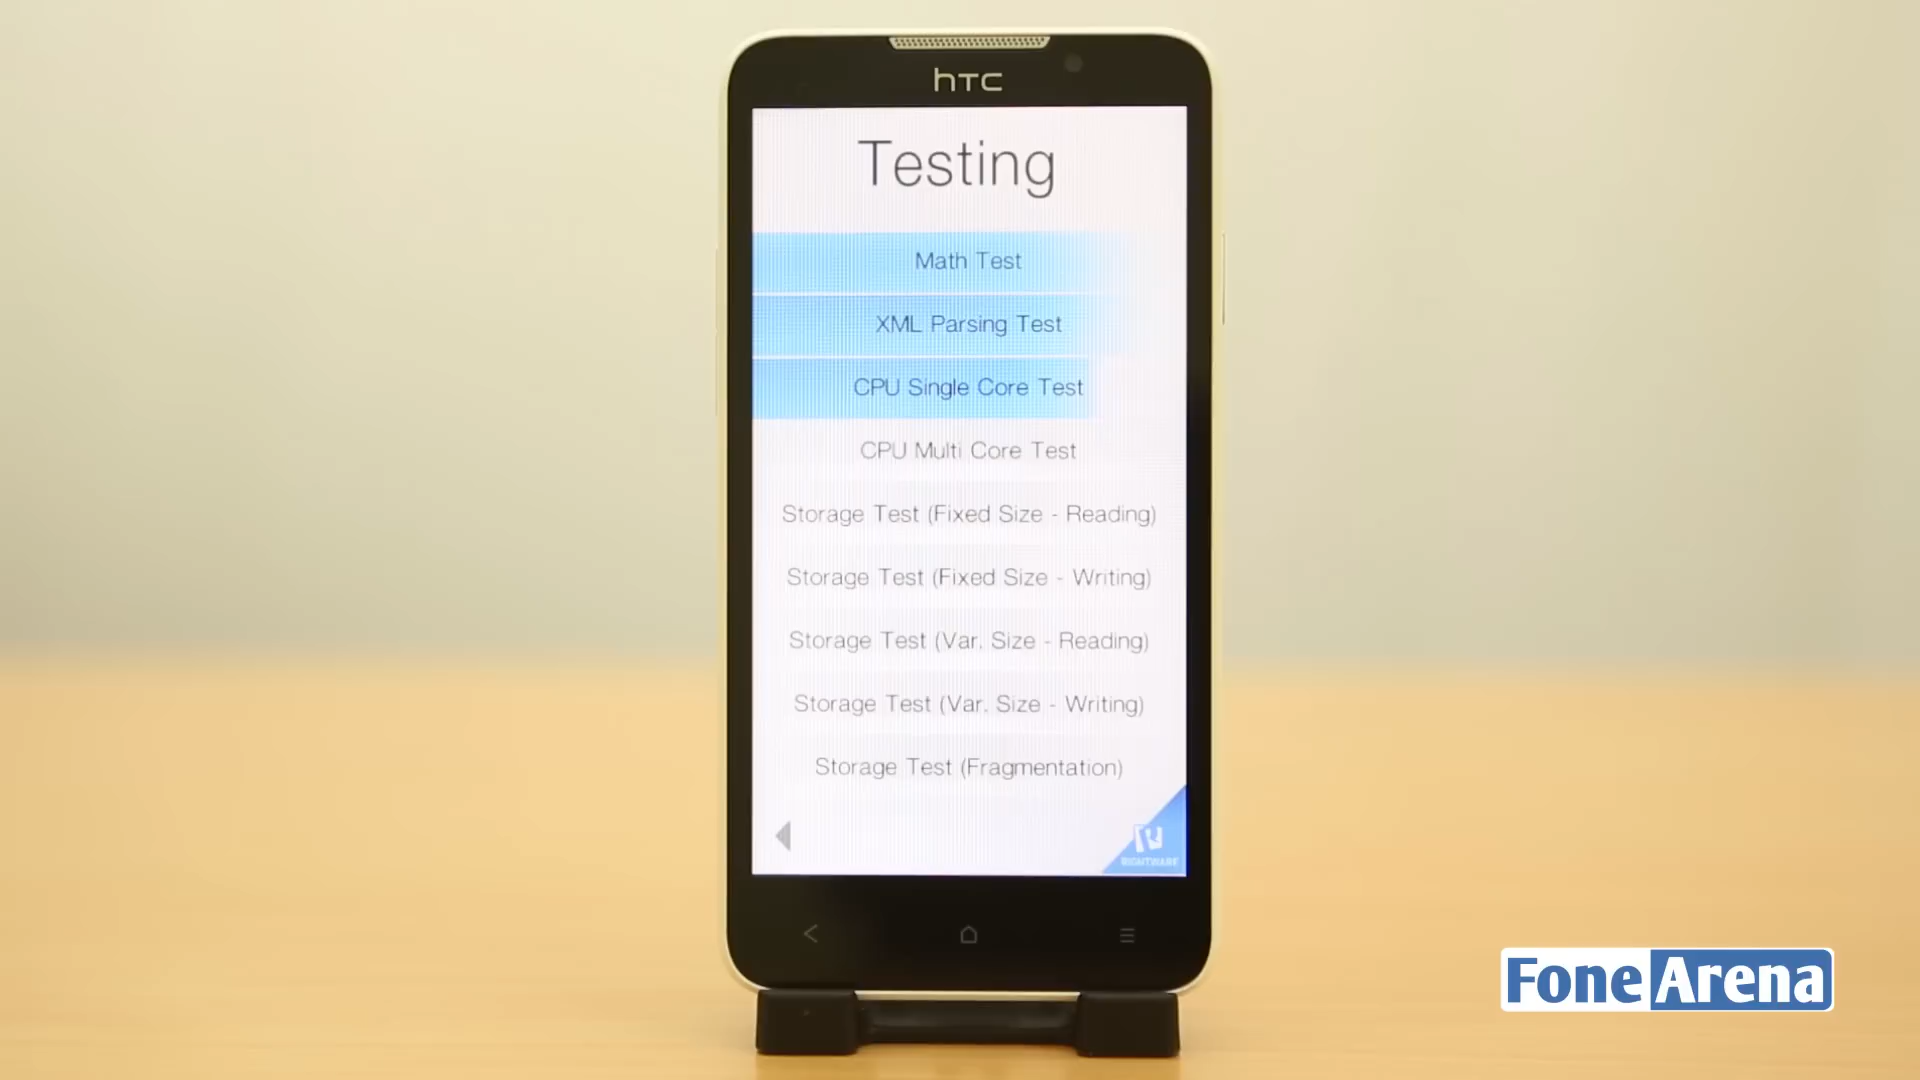 hTC
Testing
Math Test
XML Parsing Test
CPU Single Core Test
CPU Multi Core Test
Storage Test (Fixed Size - Reading)
Storage Test (Fixed Size - Writing)
Storage Test (Var. Size - Reading)
Storage Test (Var. Size - Writing)
Storage Test (Fragmentation)
RIGHTWARE
FoneArena